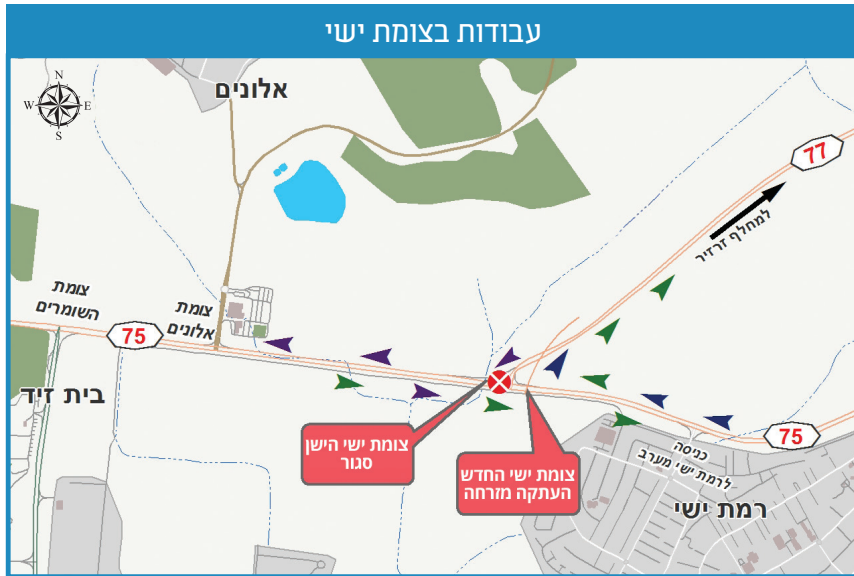 עבודות בצומת ישי
N
W E
S
אלונים
77
למחלף זרזיר
צומת
השומרים
75
צומת
אלונים
בית זיד
צומת ישי הישן
סגור
צומת ישי החדש
העתקה מזרחה
75
כניסה
לרמת ישי מערב
רמת ישי